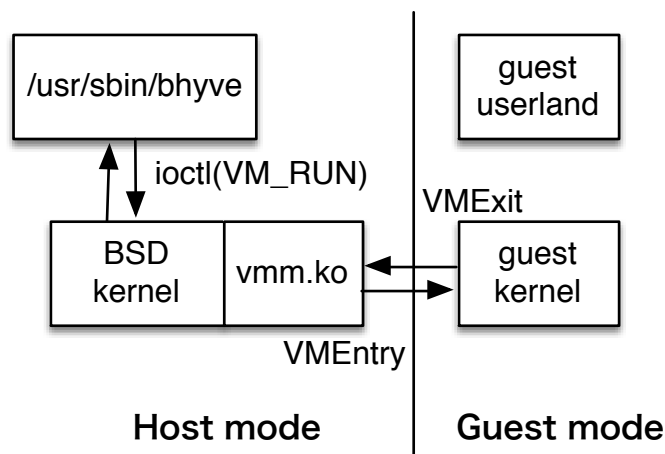 /usr/sbin/bhyve
guest
userland
ioctl(VM_RUN)
VMExit
BSD
kernel
vmm.ko
guest
kernel
VMEntry
Host mode
Guest mode